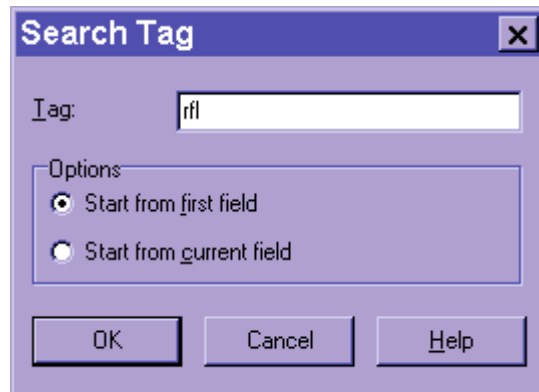 Search Tag
Tag: rfl
Options
Start from first field
Start from current field
OK Cancel Help